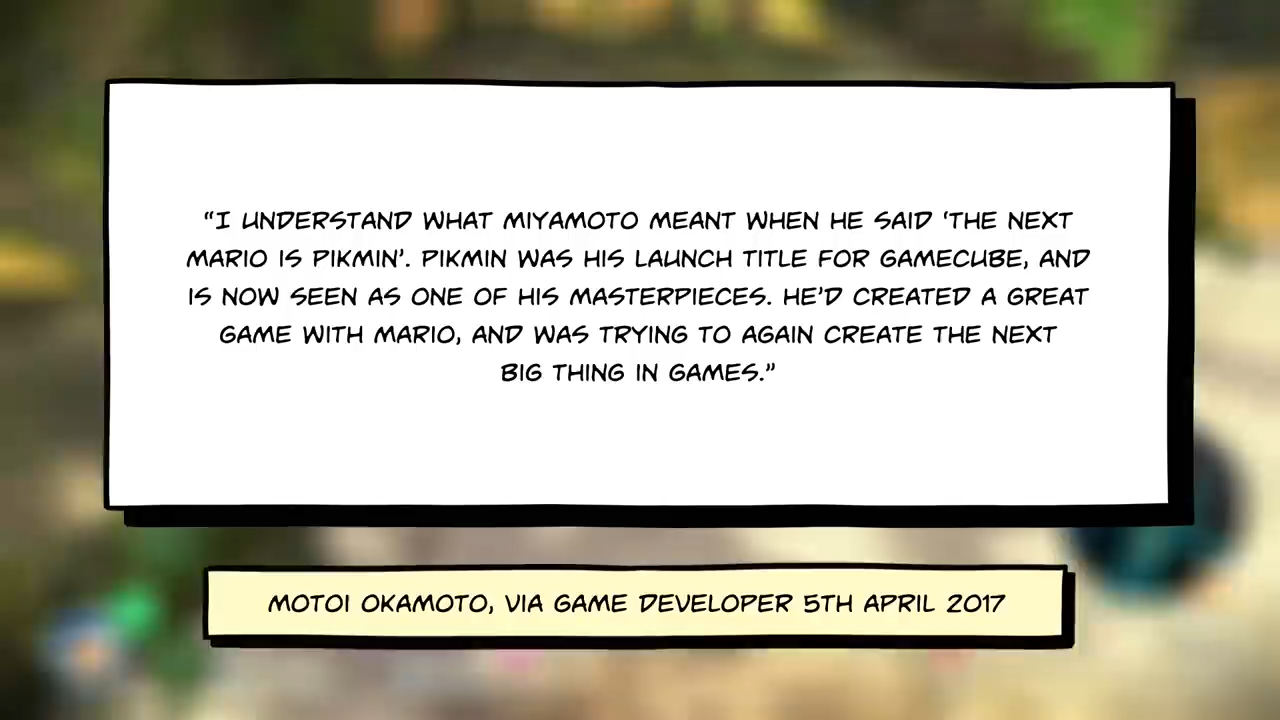 “I UNDERSTAND WHAT MIYAMOTO MEANT WHEN HE SAID ‘THE NEXT
MARIO IS PIKMIN’. PIKMIN WAS HIS LAUNCH TITLE FOR GAMECUBE, AND
IS NOW SEEN AS ONE OF HIS MASTERPIECES. HE’D CREATED A GREAT
GAME WITH MARIO, AND WAS TRYING TO AGAIN CREATE THE NEXT
BIG THING IN GAMES.”
MOTOI OKAMOTO, VIA GAME DEVELOPER 5TH APRIL 2017